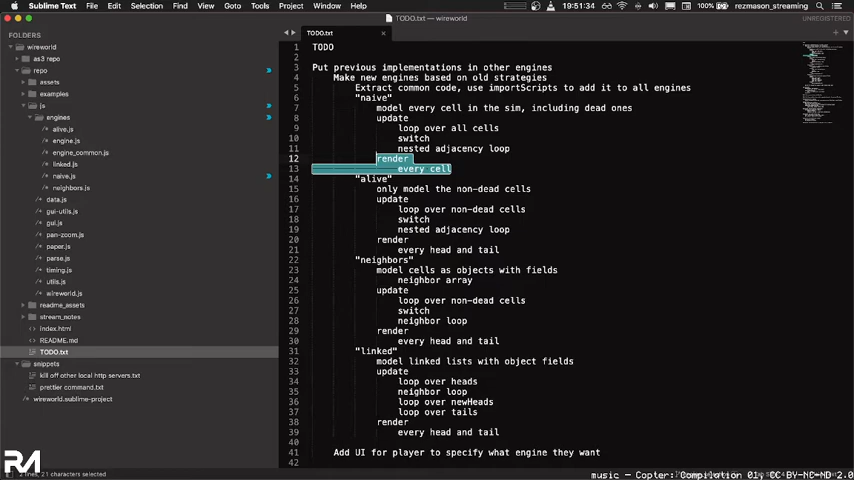 Sublime Text File Edit Selection Find View Goto Tools Project Window Help
100% 19:51:34 rezmason_streaming
TODO.txt — wireworld
UNREGISTERED
FOLDERS
wireworld
as3 repo
repo
assets
examples
js
engines
alive.js
engine.js
engine_common.js
linked.js
naive.js
neighbors.js
data.js
gui-utils.js
gui.js
pan-zoom.js
paper.js
parse.js
timing.js
utils.js
wireworld.js
readme_assets
stream_notes
index.html
README.md
TODO.txt
snippets
kill off other local http servers.txt
prettier command.txt
wireworld.sublime-project
TODO.txt
1 TODO
2
3 Put previous implementations in other engines
4 Make new engines based on old strategies
5 Extract common code, use importScripts to add it to all engines
6 "naive"
7 model every cell in the sim, including dead ones
8 update
9 loop over all cells
10 switch
11 nested adjacency loop
12 render
13 every cell
14 "alive"
15 only model the non-dead cells
16 update
17 loop over non-dead cells
18 switch
19 nested adjacency loop
20 render
21 every head and tail
22 "neighbors"
23 model cells as objects with fields
24 neighbor array
25 update
26 loop over non-dead cells
27 switch
28 neighbor loop
29 render
30 every head and tail
31 "linked"
32 model linked lists with object fields
33 update
34 loop over heads
35 neighbor loop
36 loop over newHeads
37 loop over tails
38 render
39 every head and tail
40
41 Add UI for player to specify what engine they want
42
RM
2 lines, 21 characters selected
music – Copter: Compilation 01, CC BY-NC-ND 2.0